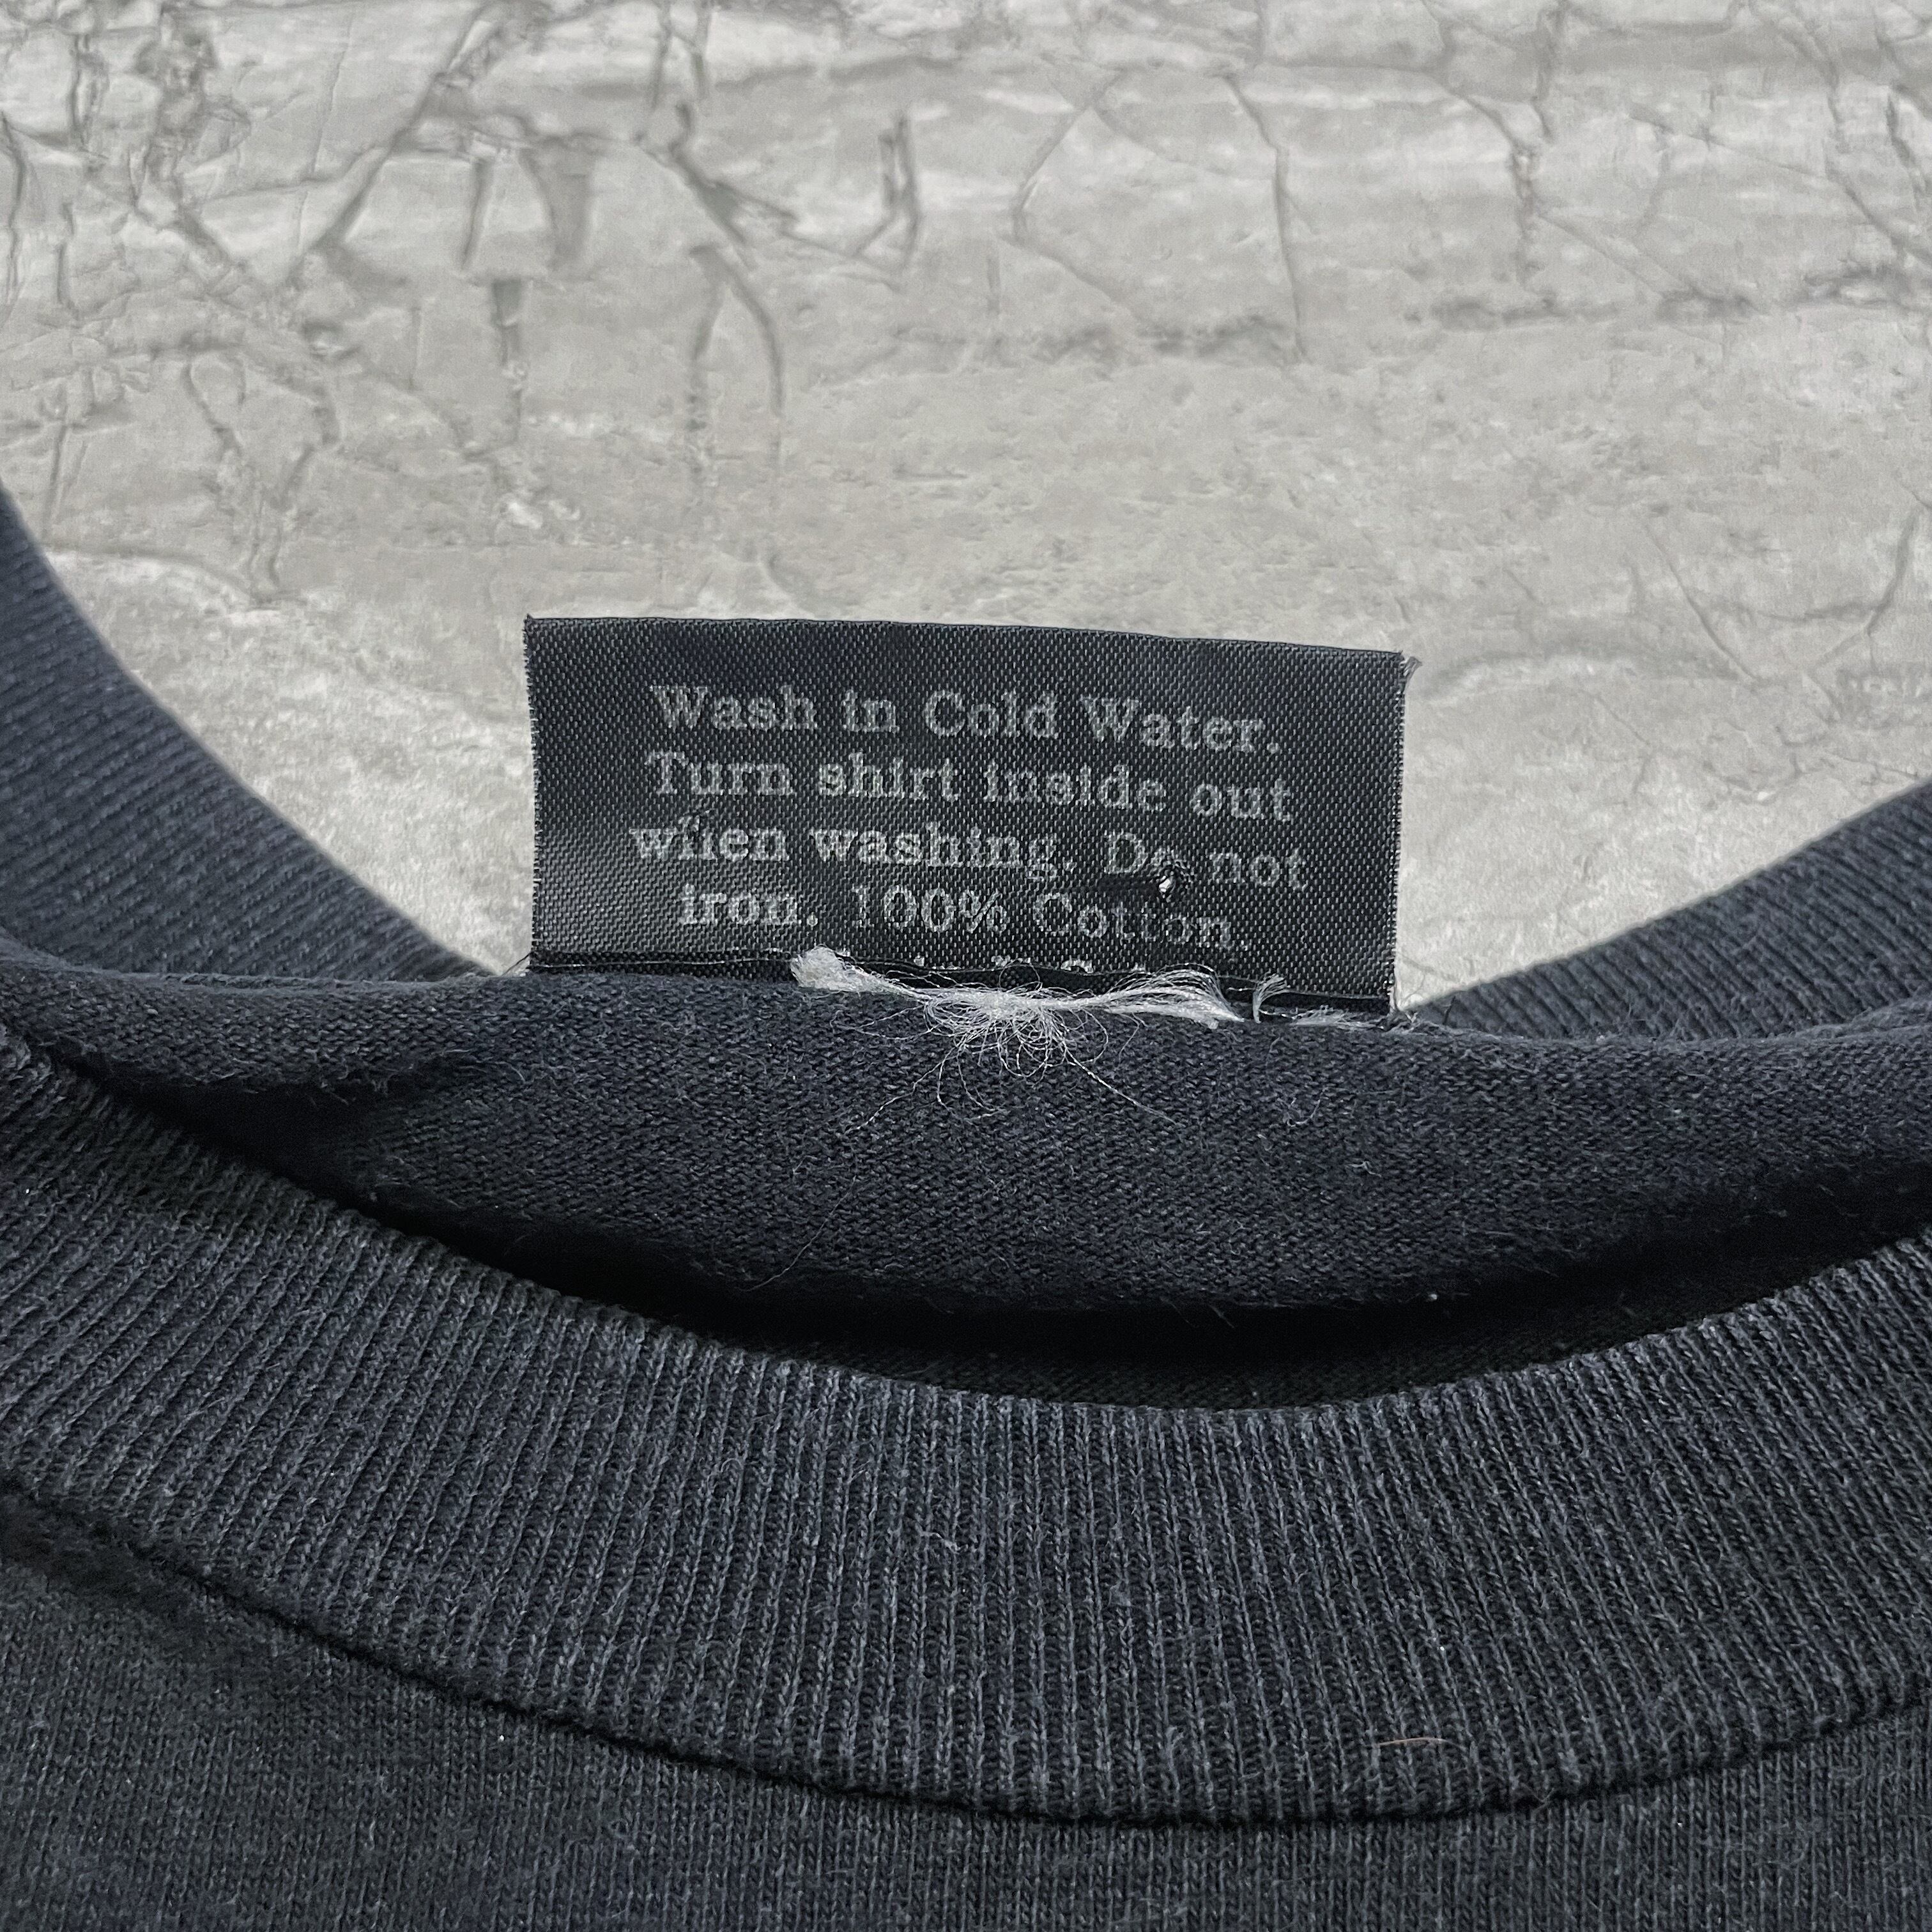 Wash in Cold Water.
Turn shirt inside out
when washing. Do not
iron. 100% Cotton.